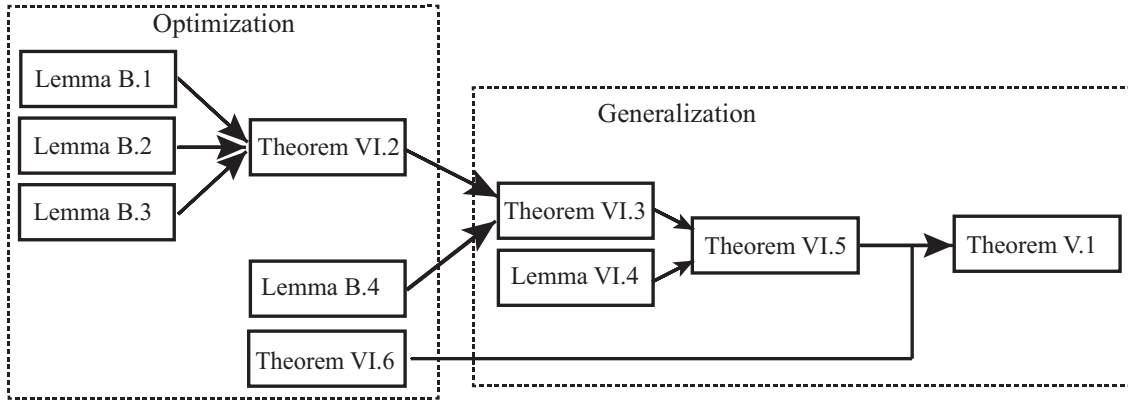 Optimization
Lemma B.1
Lemma B.2
Lemma B.3
Theorem VI.2
Lemma B.4
Theorem VI.6
Generalization
Theorem VI.3
Lemma VI.4
Theorem VI.5
Theorem V.1